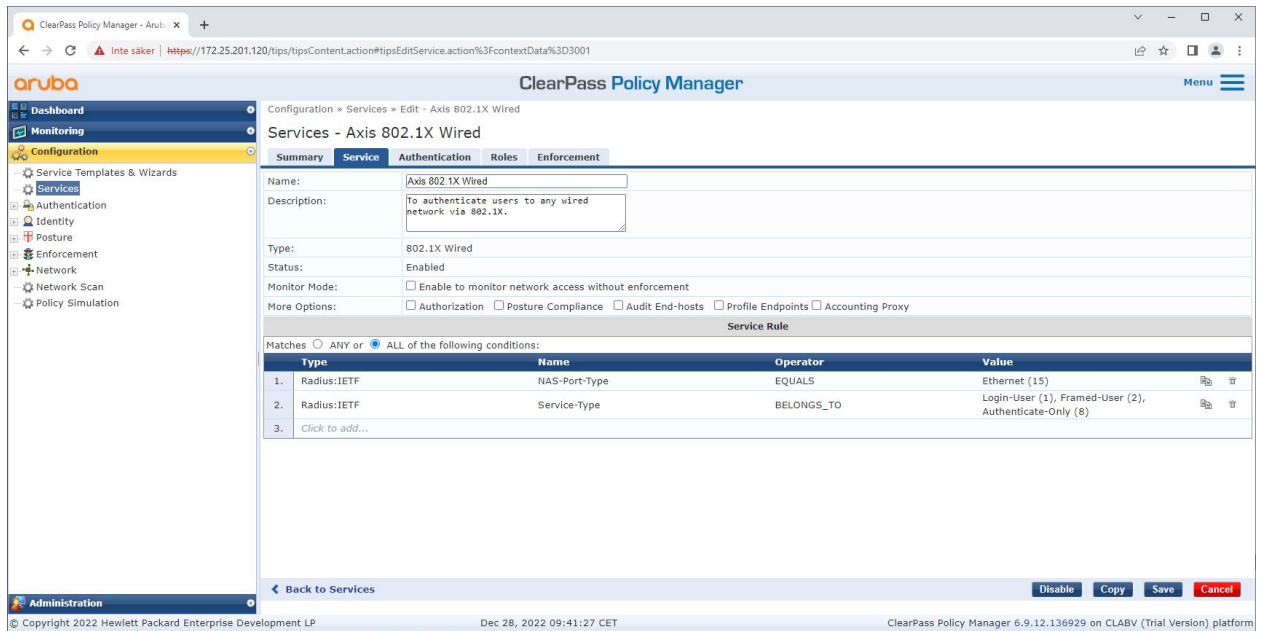 ClearPass Policy Manager - Arub
Inte säker | https://172.25.201.120/tips/tipsContent.action#tipsEditService.action%3FcontextData%3D3001
aruba
ClearPass Policy Manager
Menu
Dashboard
Monitoring
Configuration
Service Templates & Wizards
Services
Authentication
Identity
Posture
Enforcement
Network
Network Scan
Policy Simulation
Administration
Configuration » Services » Edit - Axis 802.1X Wired
Services - Axis 802.1X Wired
Summary Service Authentication Roles Enforcement
Name: Axis 802.1X Wired
Description: To authenticate users to any wired
network via 802.1X.
Type: 802.1X Wired
Status: Enabled
Monitor Mode: Enable to monitor network access without enforcement
More Options: Authorization Posture Compliance Audit End-hosts Profile Endpoints Accounting Proxy
Service Rule
Matches ANY or ALL of the following conditions:
Type Name Operator Value
1. Radius:IETF NAS-Port-Type EQUALS Ethernet (15)
2. Radius:IETF Service-Type BELONGS_TO Login-User (1), Framed-User (2),
Authenticate-Only (8)
3. Click to add...
Back to Services Disable Copy Save Cancel
© Copyright 2022 Hewlett Packard Enterprise Development LP Dec 28, 2022 09:41:27 CET ClearPass Policy Manager 6.9.12.136929 on CLABV (Trial Version) platform